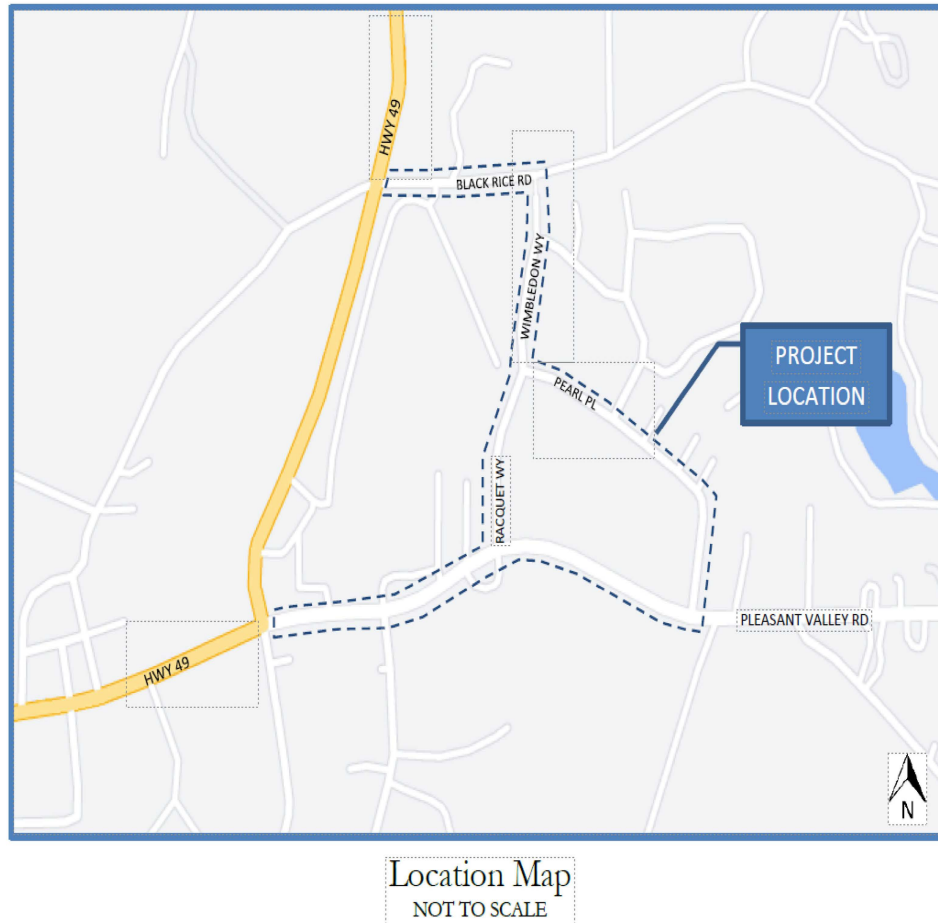 HWY 49
BLACK RICE RD
WIMBLEDON WY
PROJECT
LOCATION
PEARL PL
RACQUET WY
PLEASANT VALLEY RD
HWY 49
N
Location Map
NOT TO SCALE